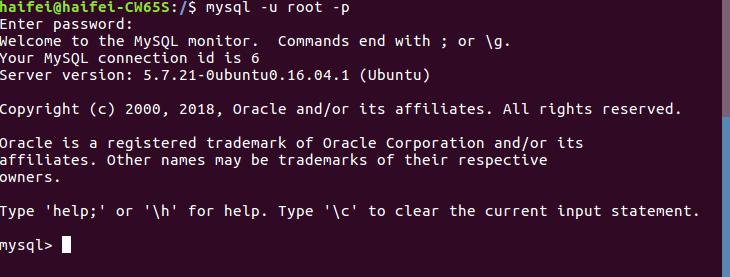 haifei@haifei-CW65S:/$ mysql -u root -p
Enter password:
Welcome to the MySQL monitor.  Commands end with ; or \g.
Your MySQL connection id is 6
Server version: 5.7.21-0ubuntu0.16.04.1 (Ubuntu)
Copyright (c) 2000, 2018, Oracle and/or its affiliates. All rights reserved.
Oracle is a registered trademark of Oracle Corporation and/or its
affiliates. Other names may be trademarks of their respective
owners.
Type 'help;' or '\h' for help. Type '\c' to clear the current input statement.
mysql>